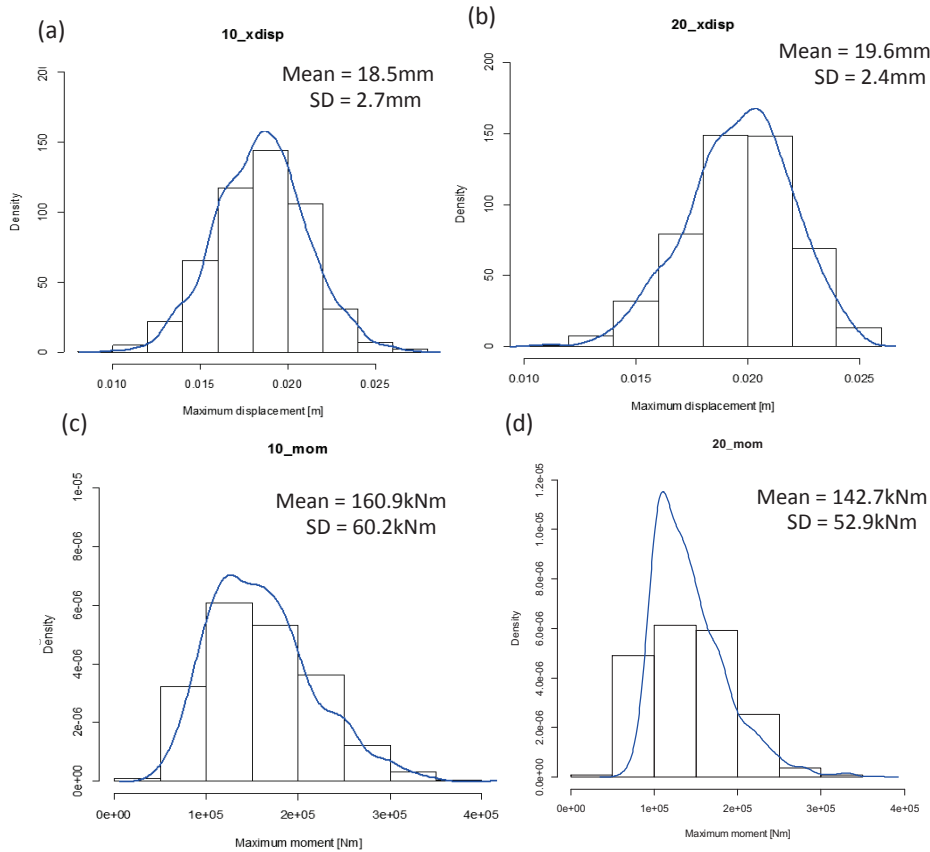 (a)
10_xdisp
Mean = 18.5mm
SD = 2.7mm
Density
0
50
100
150
200
0.010
0.015
0.020
0.025
Maximum displacement [m]
(b)
20_xdisp
Mean = 19.6mm
SD = 2.4mm
Density
0
50
100
150
200
0.010
0.015
0.020
0.025
Maximum displacement [m]
(c)
10_mom
Mean = 160.9kNm
SD = 60.2kNm
Density
0e+00
2e-06
4e-06
6e-06
8e-06
1e-05
0e+00
1e+05
2e+05
3e+05
4e+05
Maximum moment [Nm]
(d)
20_mom
Mean = 142.7kNm
SD = 52.9kNm
Density
0.0e+00
2.0e-06
4.0e-06
6.0e-06
8.0e-06
1.0e-05
1.2e-05
0e+00
1e+05
2e+05
3e+05
4e+05
Maximum moment [Nm]